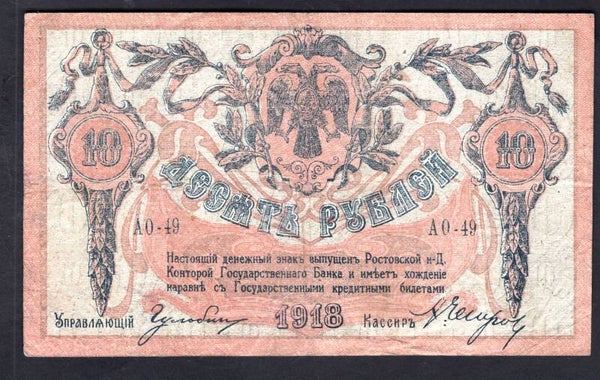 10 10
ДЕСЯТЬ РУБЛЕЙ
АО-49 АО-49
Настоящій денежный знакъ выпущенъ Ростовской н-Д.
Конторой Государственнаго Банка и имѣетъ хожденіе
наравнѣ съ Государственными кредитными билетами
Управляющій 1918 Кассиръ